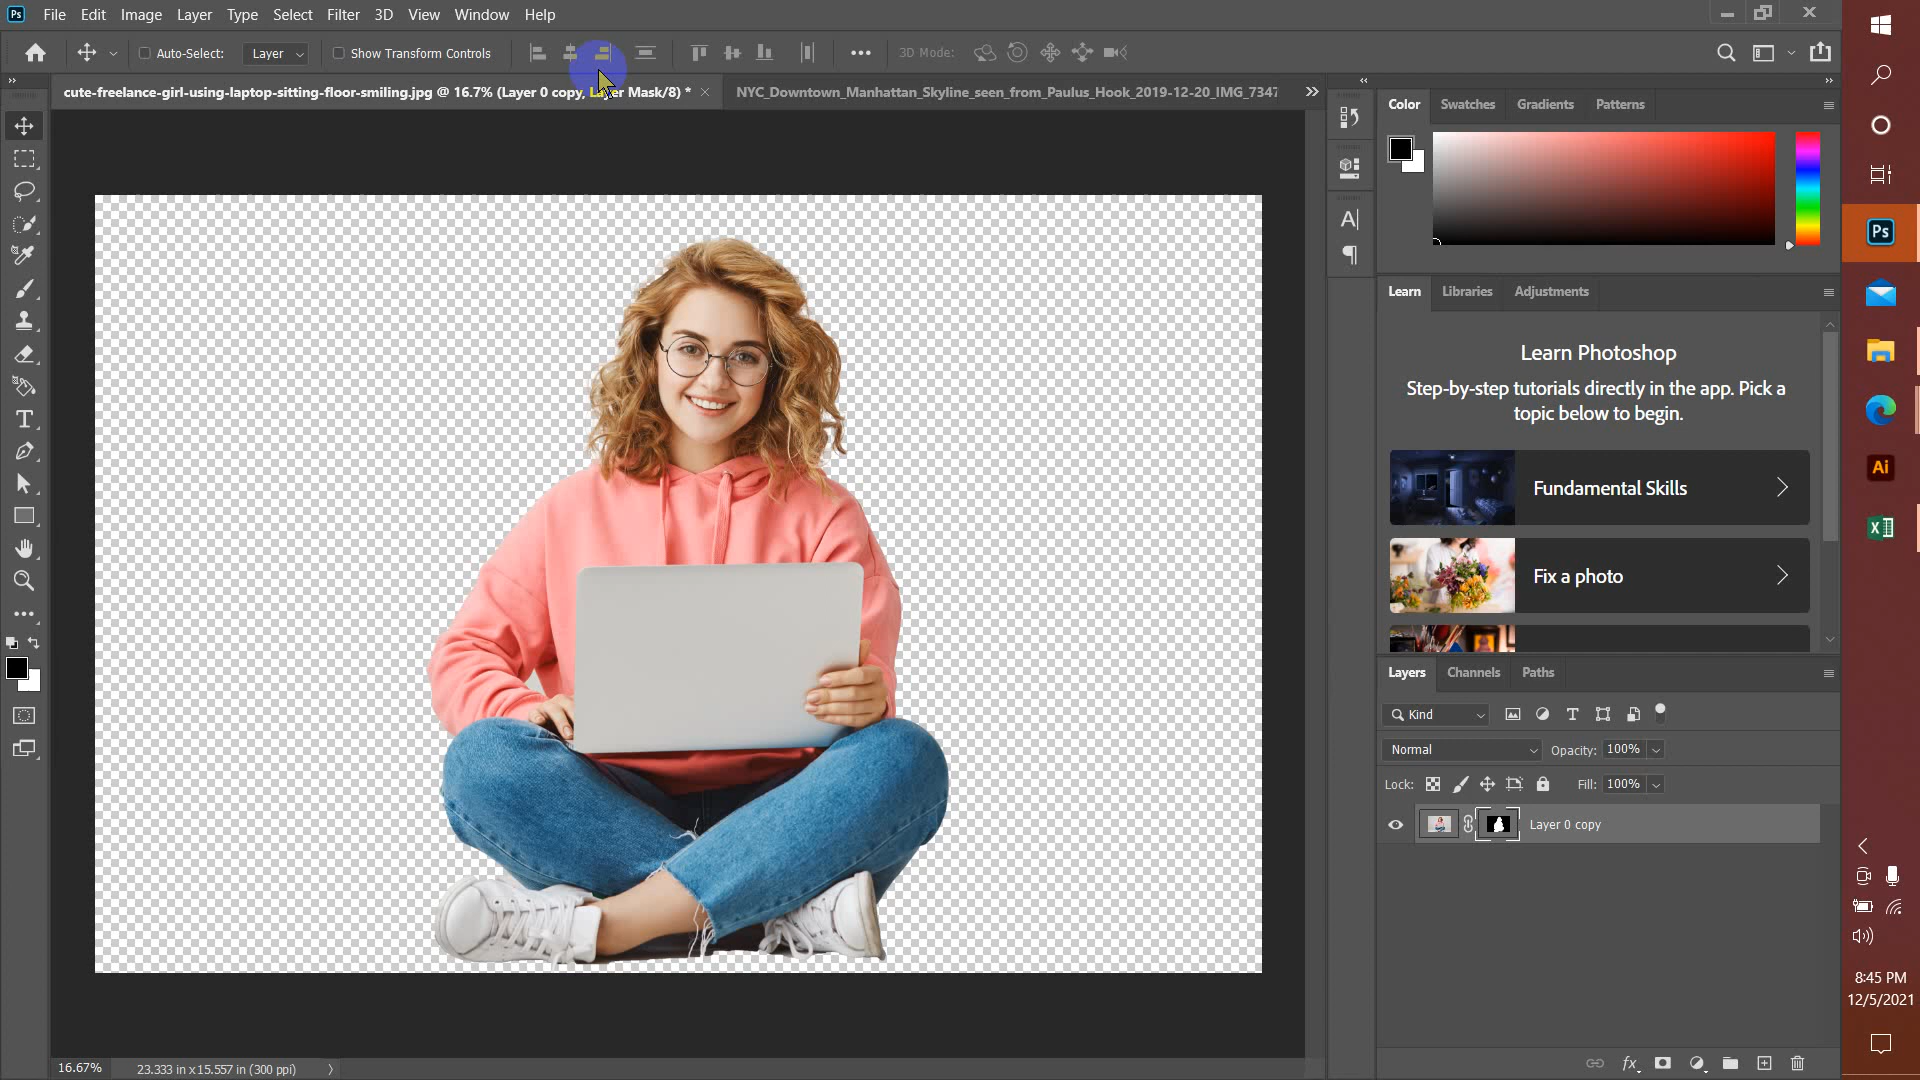 Ps File Edit Image Layer Type Select Filter 3D View Window Help
Auto-Select: Layer Show Transform Controls 3D Mode:
cute-freelance-girl-using-laptop-sitting-floor-smiling.jpg @ 16.7% (Layer 0 copy, Layer Mask/8) *
NYC_Downtown_Manhattan_Skyline_seen_from_Paulus_Hook_2019-12-20_IMG_7347
Color Swatches Gradients Patterns
Learn Libraries Adjustments
Learn Photoshop
Step-by-step tutorials directly in the app. Pick a
topic below to begin.
Fundamental Skills
Fix a photo
Layers Channels Paths
Kind
Normal Opacity: 100%
Lock: Fill: 100%
Layer 0 copy
fx
16.67% 23.333 in x 15.557 in (300 ppi)
Ps
Ai
8:45 PM
12/5/2021